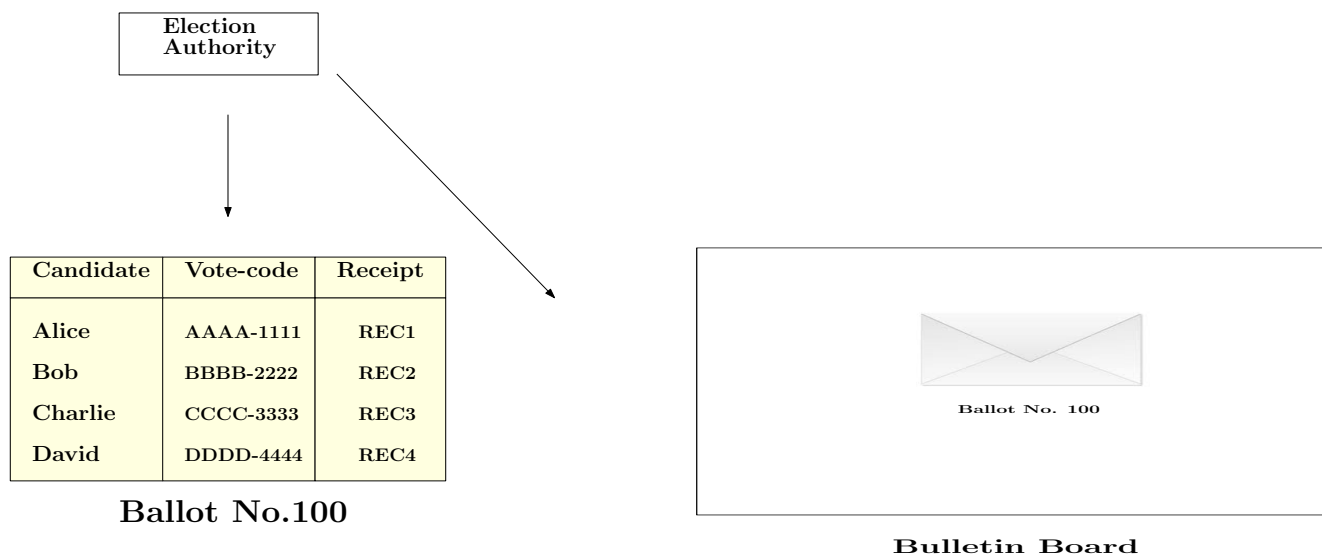 Election
Authority
Candidate Vote-code Receipt
Alice AAAA-1111 REC1
Bob BBBB-2222 REC2
Charlie CCCC-3333 REC3
David DDDD-4444 REC4
Ballot No.100
Ballot No. 100
Bulletin Board